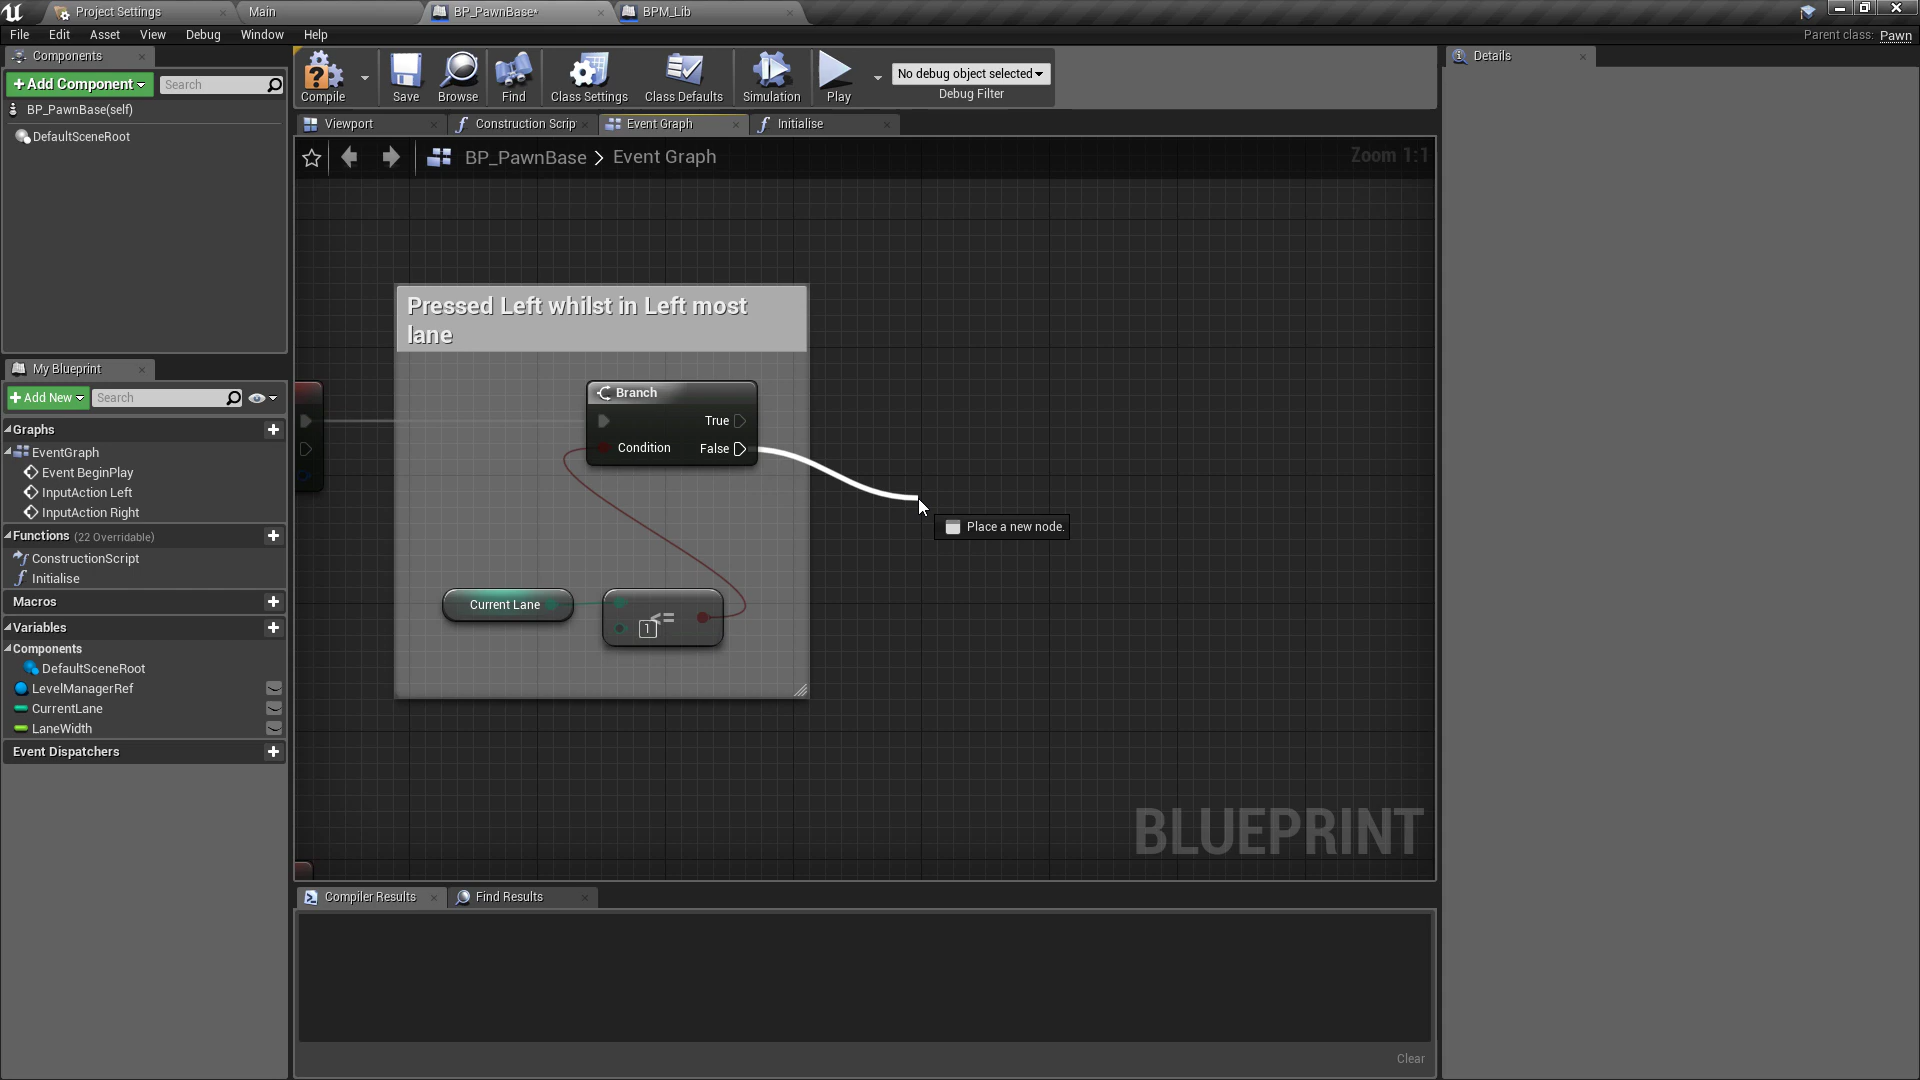 Project Settings
Main
BP_PawnBase*
BPM_Lib
File
Edit
Asset
View
Debug
Window
Help
Parent class: Pawn
Components
+Add Component
Search
BP_PawnBase(self)
DefaultSceneRoot
Compile
Save
Browse
Find
Class Settings
Class Defaults
Simulation
Play
No debug object selected
Debug Filter
Details
Viewport
Construction Scrip
Event Graph
Initialise
BP_PawnBase > Event Graph
Zoom 1:1
Pressed Left whilst in Left most
lane
Branch
True
Condition
False
Place a new node.
Current Lane
<=
1
BLUEPRINT
My Blueprint
+Add New
Search
Graphs
EventGraph
Event BeginPlay
InputAction Left
InputAction Right
Functions (22 Overridable)
ConstructionScript
Initialise
Macros
Variables
Components
DefaultSceneRoot
LevelManagerRef
CurrentLane
LaneWidth
Event Dispatchers
Compiler Results
Find Results
Clear